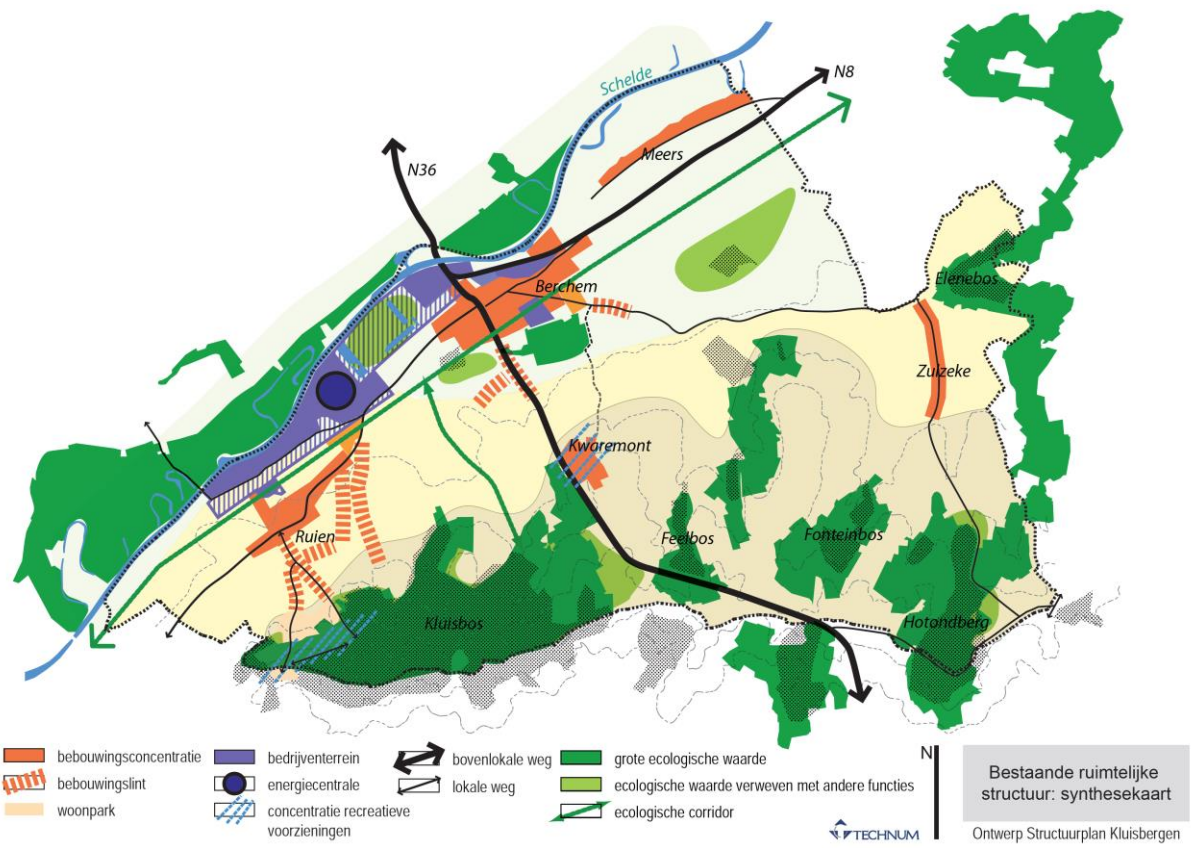 N8
Schelde
N36
Meers
Elenebos
Berchem
Zulzeke
Kwaremont
Ruien
Feelbos
Fonteinbos
Kluisbos
Hotondberg
bebouwingsconcentratie
bebouwingslint
woonpark
bedrijventerrein
energiecentrale
concentratie recreatieve
voorzieningen
bovenlokale weg
lokale weg
grote ecologische waarde
ecologische waarde verweven met andere functies
ecologische corridor
N
TECHNUM
Bestaande ruimtelijke
structuur: synthesekaart
Ontwerp Structuurplan Kluisbergen